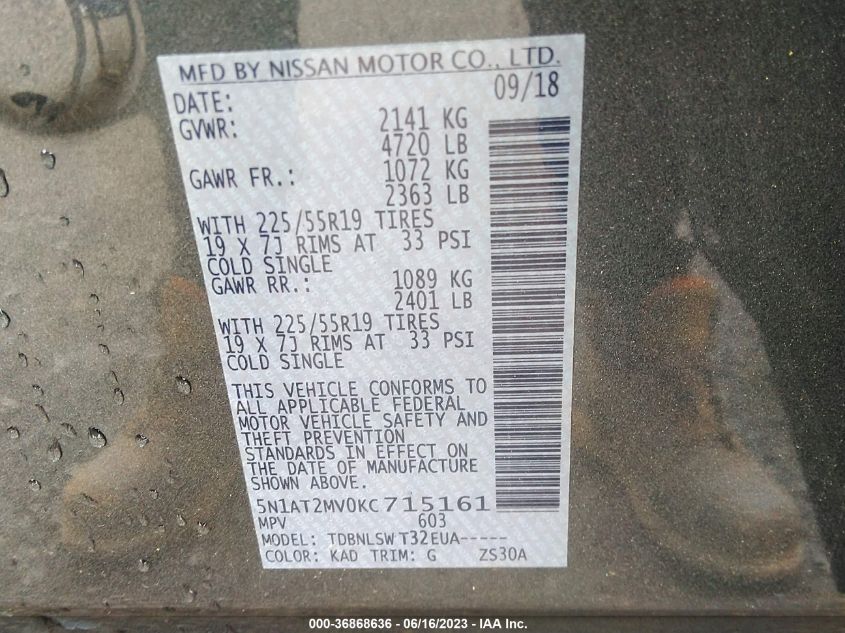 MFD BY NISSAN MOTOR CO., LTD.
DATE: 09/18
GVWR: 2141 KG
4720 LB
GAWR FR.: 1072 KG
2363 LB
WITH 225/55R19 TIRES
19 X 7J RIMS AT 33 PSI
COLD SINGLE
GAWR RR.: 1089 KG
2401 LB
WITH 225/55R19 TIRES
19 X 7J RIMS AT 33 PSI
COLD SINGLE
THIS VEHICLE CONFORMS TO
ALL APPLICABLE FEDERAL
MOTOR VEHICLE SAFETY AND
THEFT PREVENTION
STANDARDS IN EFFECT ON
THE DATE OF MANUFACTURE
SHOWN ABOVE.
5N1AT2MV0KC715161
MPV 603
MODEL: TDBNLSWT32EUA-----
COLOR: KAD TRIM: G ZS30A
000-36868636 - 06/16/2023 - IAA Inc.